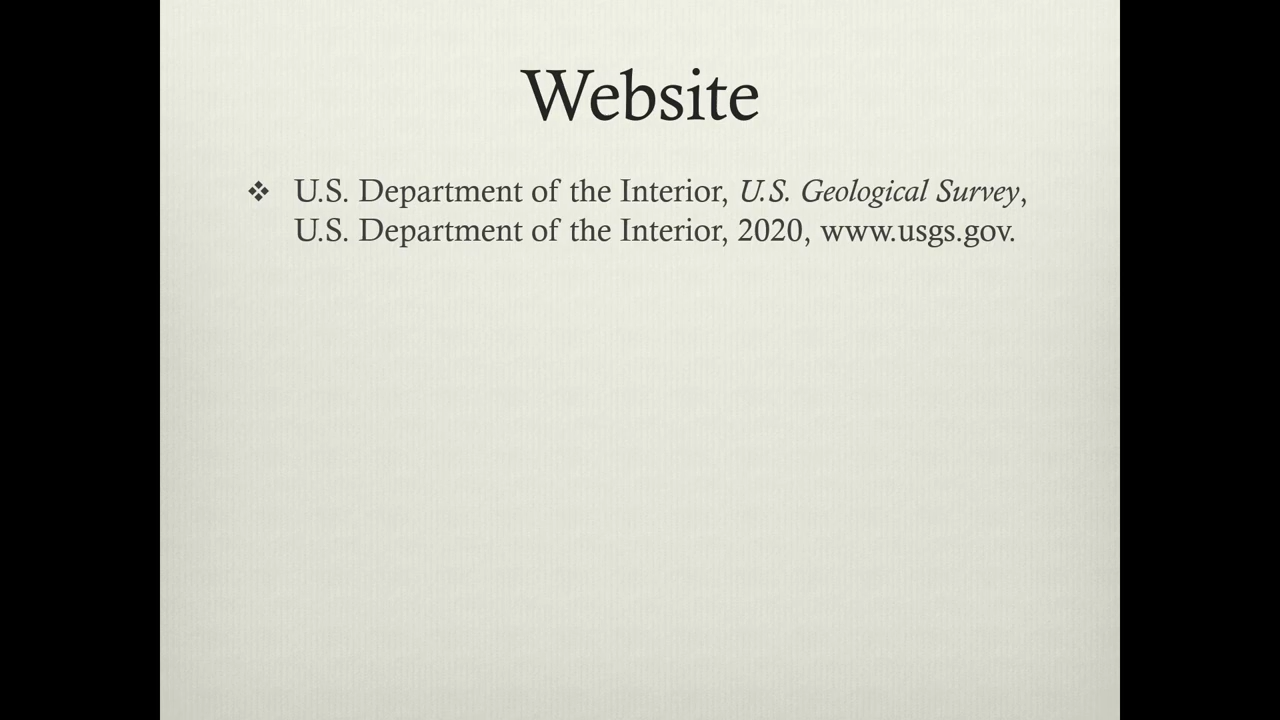 Website
❖ U.S. Department of the Interior, U.S. Geological Survey,
U.S. Department of the Interior, 2020, www.usgs.gov.